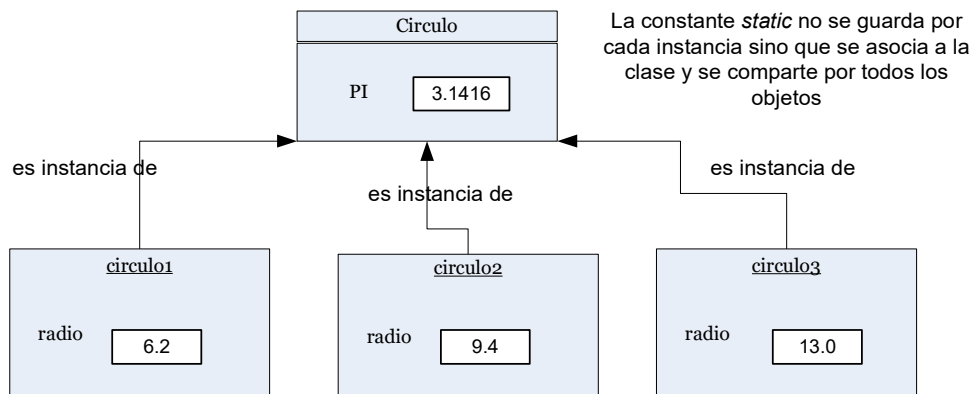 Circulo
PI
3.1416
La constante static no se guarda por
cada instancia sino que se asocia a la
clase y se comparte por todos los
objetos
es instancia de
es instancia de
es instancia de
circulo1
radio
6.2
circulo2
radio
9.4
circulo3
radio
13.0